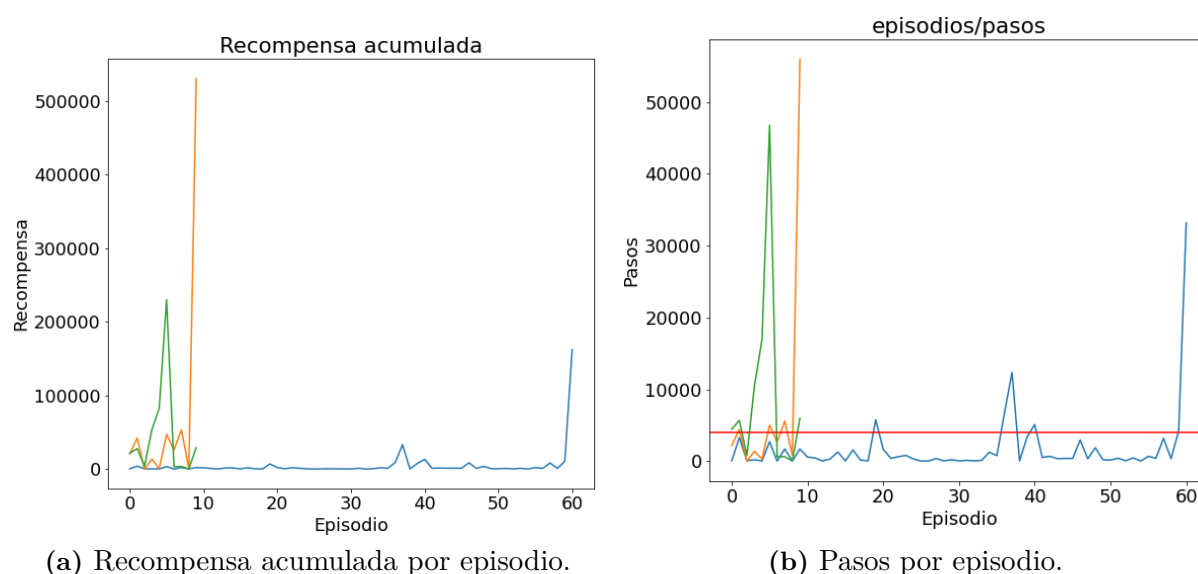 Recompensa acumulada
500000
400000
300000
200000
100000
0
Recompensa
0 10 20 30 40 50 60
Episodio
(a) Recompensa acumulada por episodio.
episodios/pasos
50000
40000
30000
20000
10000
0
Pasos
0 10 20 30 40 50 60
Episodio
(b) Pasos por episodio.